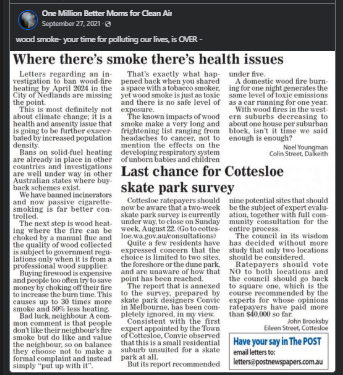 One Million Better Moms for Clean Air
September 27, 2021 ·
wood smoke- your time for polluting our lives, is OVER -
Where there's smoke there's health issues
Letters regarding an in-
vestigation to ban wood-fire
heating by April 2024 in the
City of Nedlands are missing
the point.
This is most definitely not
about climate change; it is a
health and amenity issue that
is going to be further exacer-
bated by increased population
density.
Bans on solid-fuel heating
are already in place in other
countries and investigations
are well under way in other
Australian states where buy-
back schemes exist.
We have banned incinerators
and now passive cigarette-
smoking is far better con-
trolled.
The next step is wood heat-
ing where the fire can be
choked by a manual flue and
the quality of wood collected
is subject to government regu-
lations only when it is from a
professional wood supplier.
Buying firewood is expensive
and people too often try to save
money by choking off their fire
to increase the burn time. This
causes up to 30 times more
smoke and 50% less heating.
Bad luck, neighbour. A com-
mon comment is that people
don't like their neighbour's fire
smoke but do like and value
the neighbour, so on balance
they choose not to make a
formal complaint and instead
simply "put up with it".
That's exactly what hap-
pened back when you shared
a space with a tobacco smoker,
yet wood smoke is just as toxic
and there is no safe level of
exposure.
The known impacts of wood
smoke make a very long and
frightening list ranging from
headaches to cancer, not to
mention the effects on the
developing respiratory system
of unborn babies and children
under five.
A domestic wood fire burn-
ing for one night generates the
same level of toxic emissions
as a car running for one year.
With wood fires in the west-
ern suburbs decreasing to
about one house per suburban
block, isn't it time we said
enough is enough?
Noel Youngman
Colin Street, Dalkeith
Last chance for Cottesloe
skate park survey
Cottesloe ratepayers should
now be aware that a two-week
skate park survey is currently
under way, to close on Sunday
week, August 22. (Go to cottes-
loe.wa.gov.au/consultations)
Quite a few residents have
expressed concern that the
choice is limited to two sites,
the foreshore or the dune park,
and are unaware of how that
point has been reached.
The report that is annexed
to the survey, prepared by
skate park designers Convic
in Melbourne, has been com-
pletely ignored, in my view.
Consistent with the first
expert appointed by the Town
of Cottesloe, Convic observed
that this is a small residential
suburb unsuited for a skate
park at all.
But its report recommended
nine potential sites that should
be the subject of expert evalu-
ation, together with full com-
munity consultation for the
entire process.
The council in its wisdom
has decided without more
study that only two locations
should be considered.
Ratepayers should vote
NO to both locations and
the council should go back
to square one, which is the
course recommended by the
experts for whose opinions
ratepayers have paid more
than $40,000 so far.
John Brooksby
Eileen Street, Cottesloe
Have your say in The POST
email letters to:
letters@postnewspapers.com.au